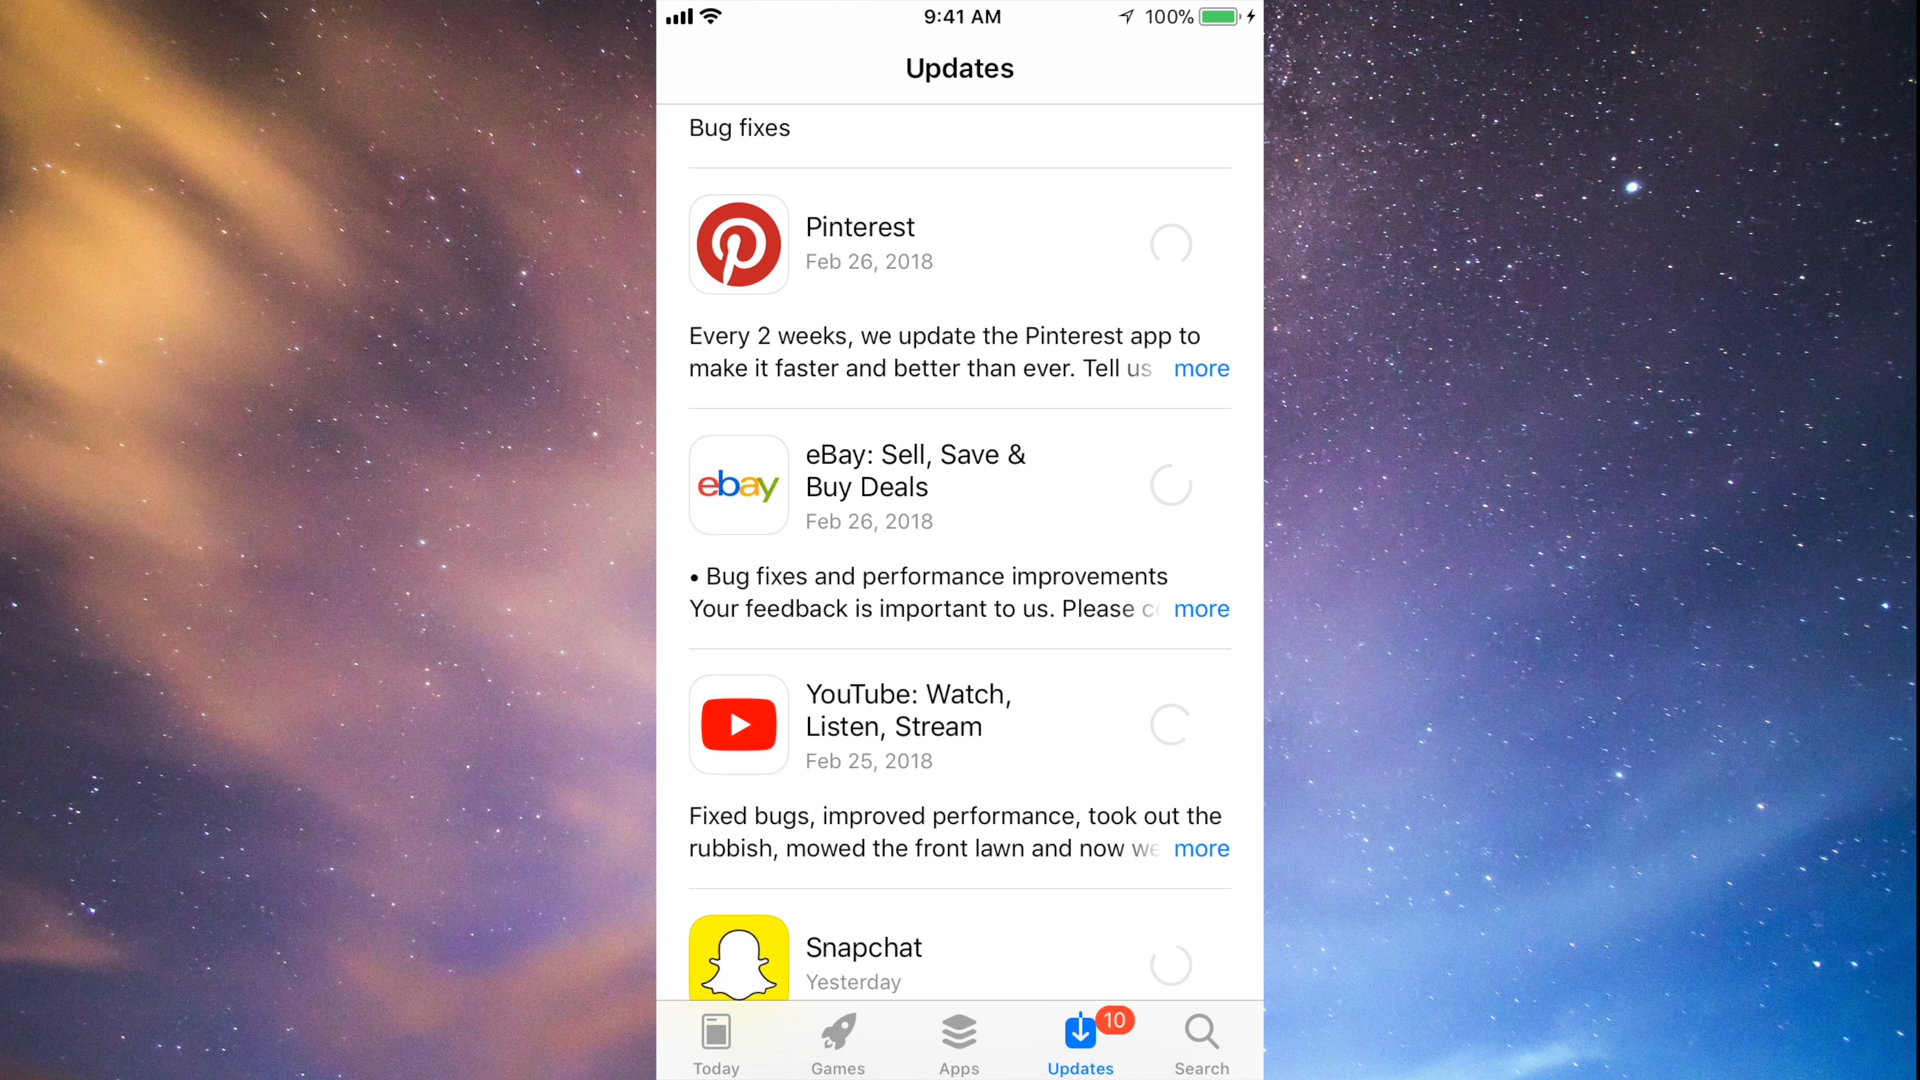 9:41 AM
100%
Updates
Bug fixes
Pinterest
Feb 26, 2018
Every 2 weeks, we update the Pinterest app to
make it faster and better than ever. Tell us more
ebay
eBay: Sell, Save &
Buy Deals
Feb 26, 2018
• Bug fixes and performance improvements
Your feedback is important to us. Please c more
YouTube: Watch,
Listen, Stream
Feb 25, 2018
Fixed bugs, improved performance, took out the
rubbish, mowed the front lawn and now we more
Snapchat
Yesterday
10
Today
Games
Apps
Updates
Search